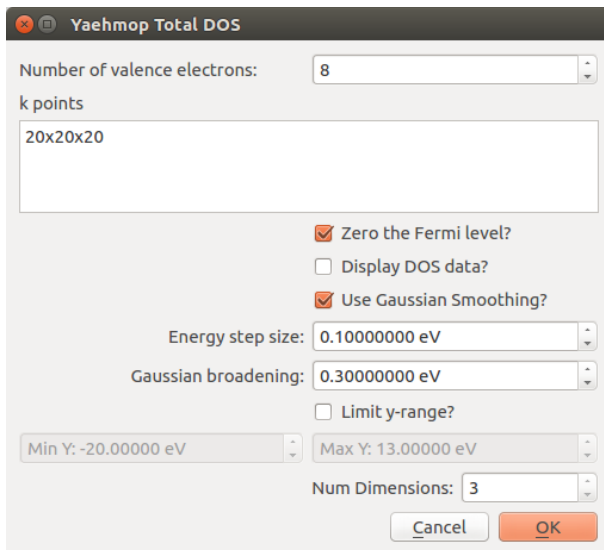 Yaehmop Total DOS
Number of valence electrons: 8
k points
20x20x20
Zero the Fermi level?
Display DOS data?
Use Gaussian Smoothing?
Energy step size: 0.10000000 eV
Gaussian broadening: 0.30000000 eV
Limit y-range?
Min Y: -20.00000 eV Max Y: 13.00000 eV
Num Dimensions: 3
Cancel OK